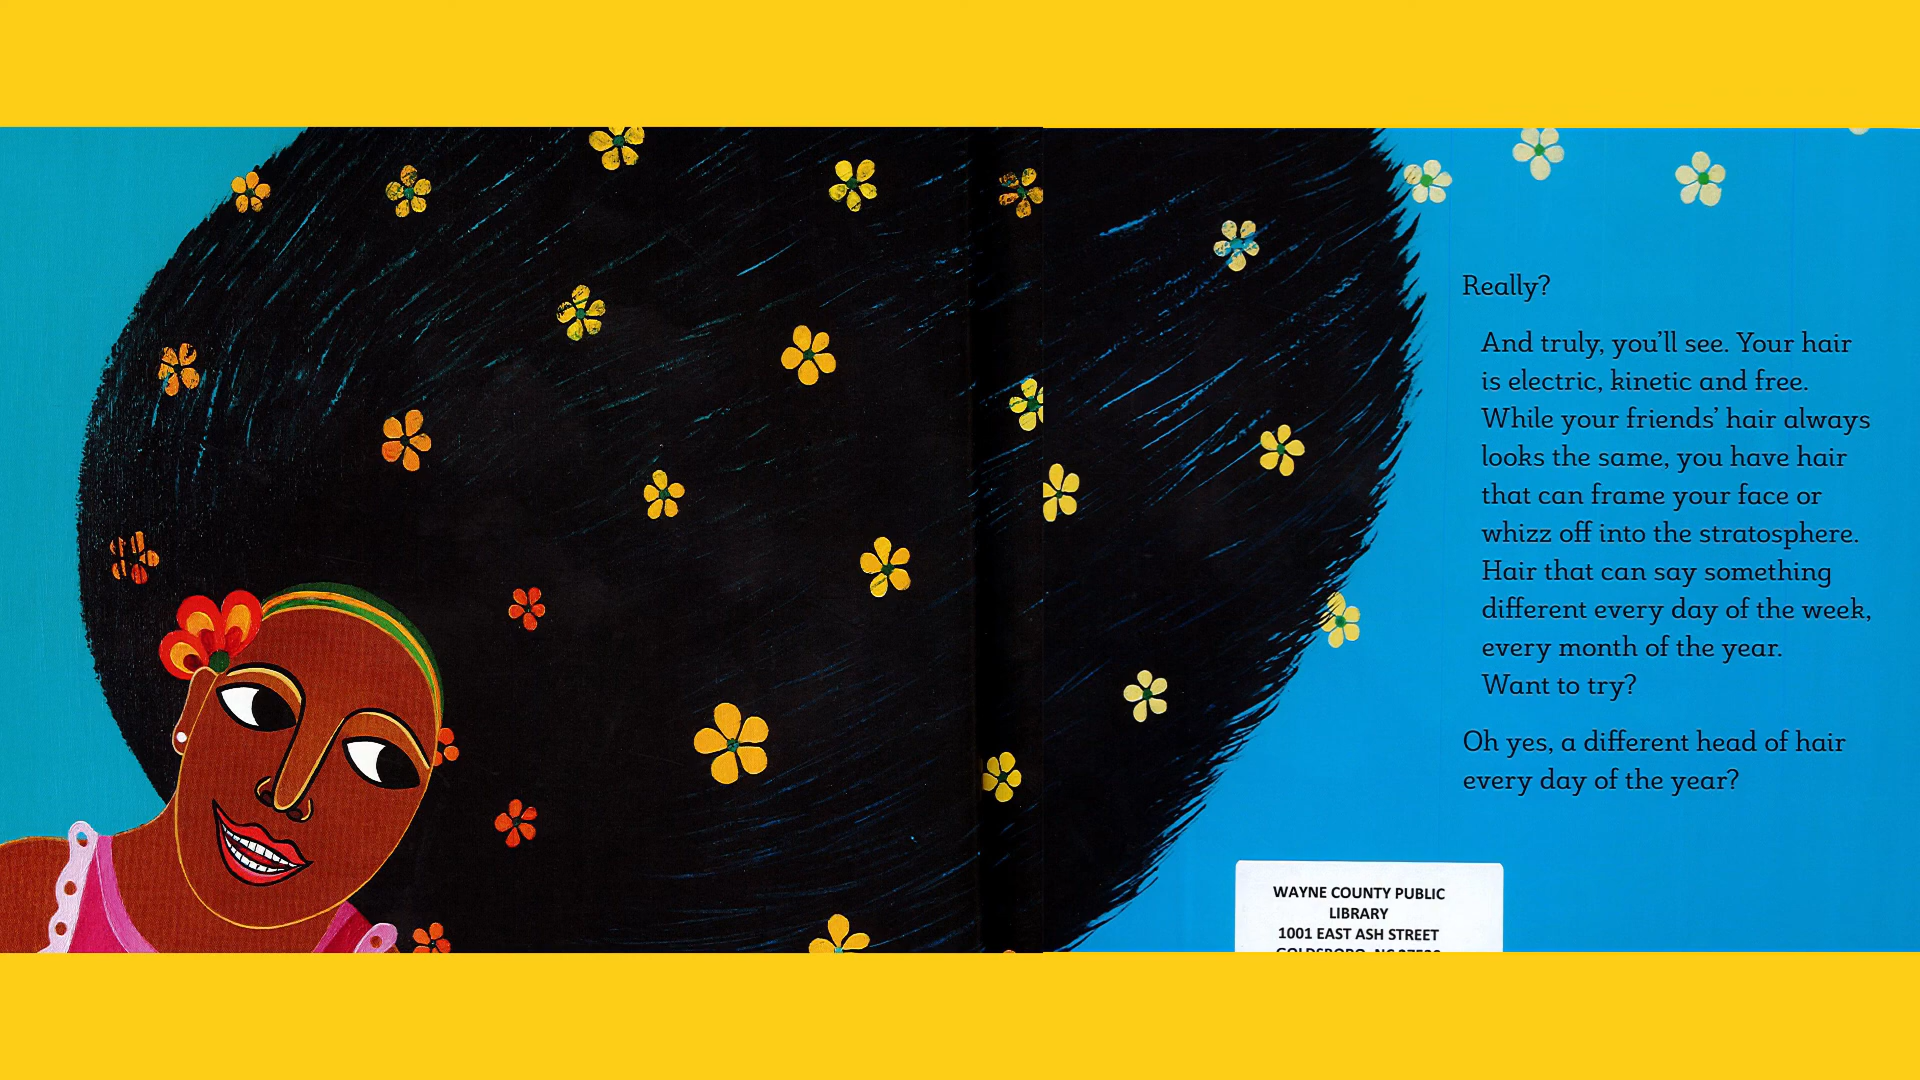 Really?
And truly, you'll see. Your hair
is electric, kinetic and free.
While your friends' hair always
looks the same, you have hair
that can frame your face or
whizz off into the stratosphere.
Hair that can say something
different every day of the week,
every month of the year.
Want to try?
Oh yes, a different head of hair
every day of the year?
WAYNE COUNTY PUBLIC
LIBRARY
1001 EAST ASH STREET